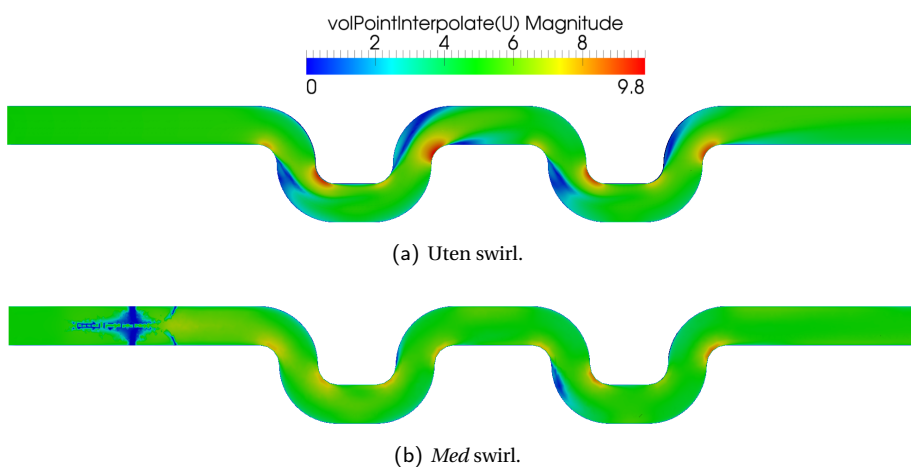 volPointInterpolate(U) Magnitude
2 4 6 8
0 9.8
(a) Uten swirl.
(b) Med swirl.